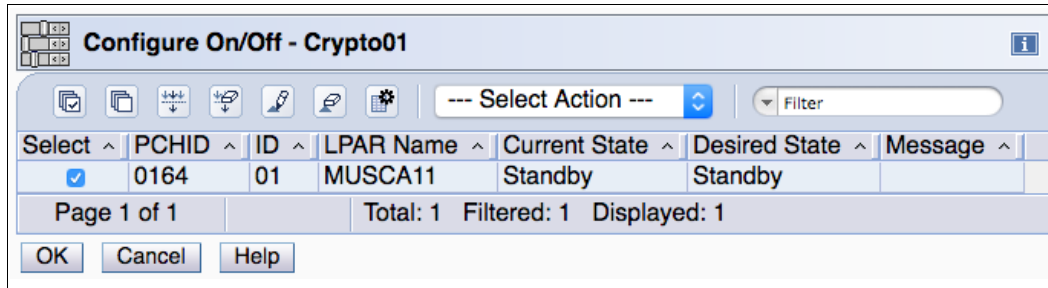 Configure On/Off - Crypto01
--- Select Action --- Filter
Select PCHID ID LPAR Name Current State Desired State Message
0164 01 MUSCA11 Standby Standby
Page 1 of 1 Total: 1 Filtered: 1 Displayed: 1
OK Cancel Help